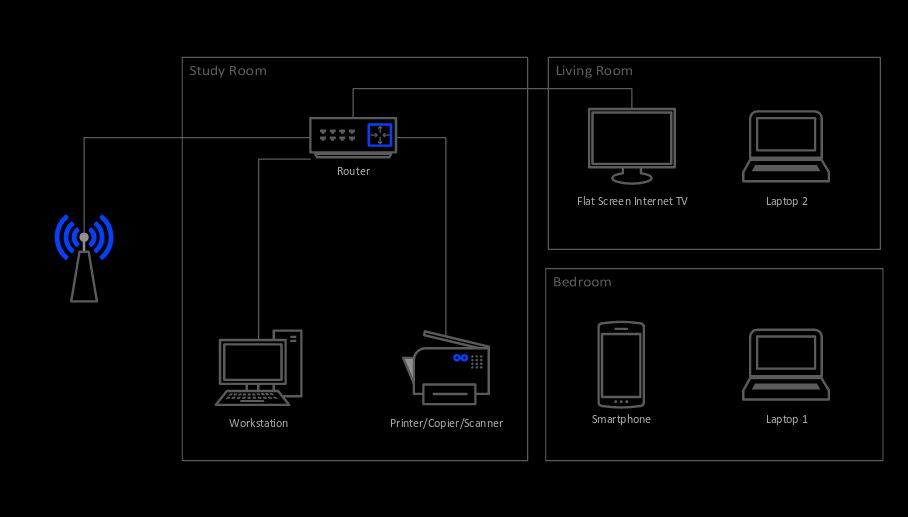 Study Room
Living Room
Router
Flat Screen Internet TV
Laptop 2
Bedroom
Workstation
Printer/Copier/Scanner
Smartphone
Laptop 1